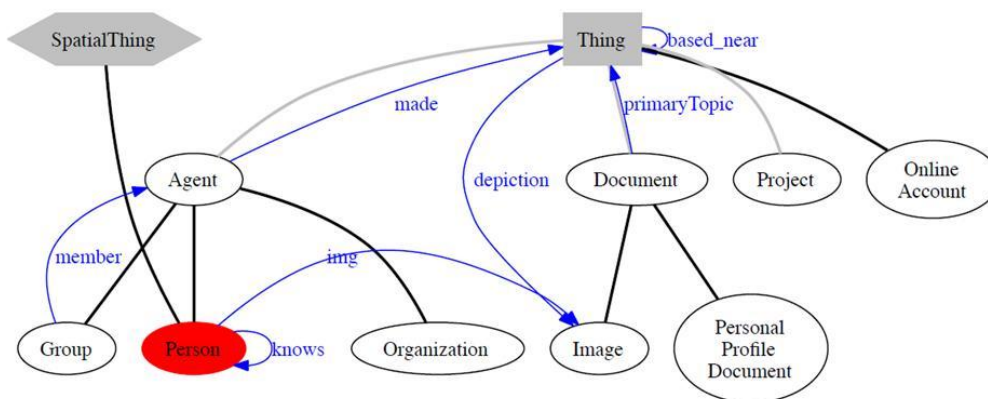 SpatialThing
Thing
based_near
made
primaryTopic
Agent
depiction
Document
Project
Online
Account
member
img
Group
Person
knows
Organization
Image
Personal
Profile
Document